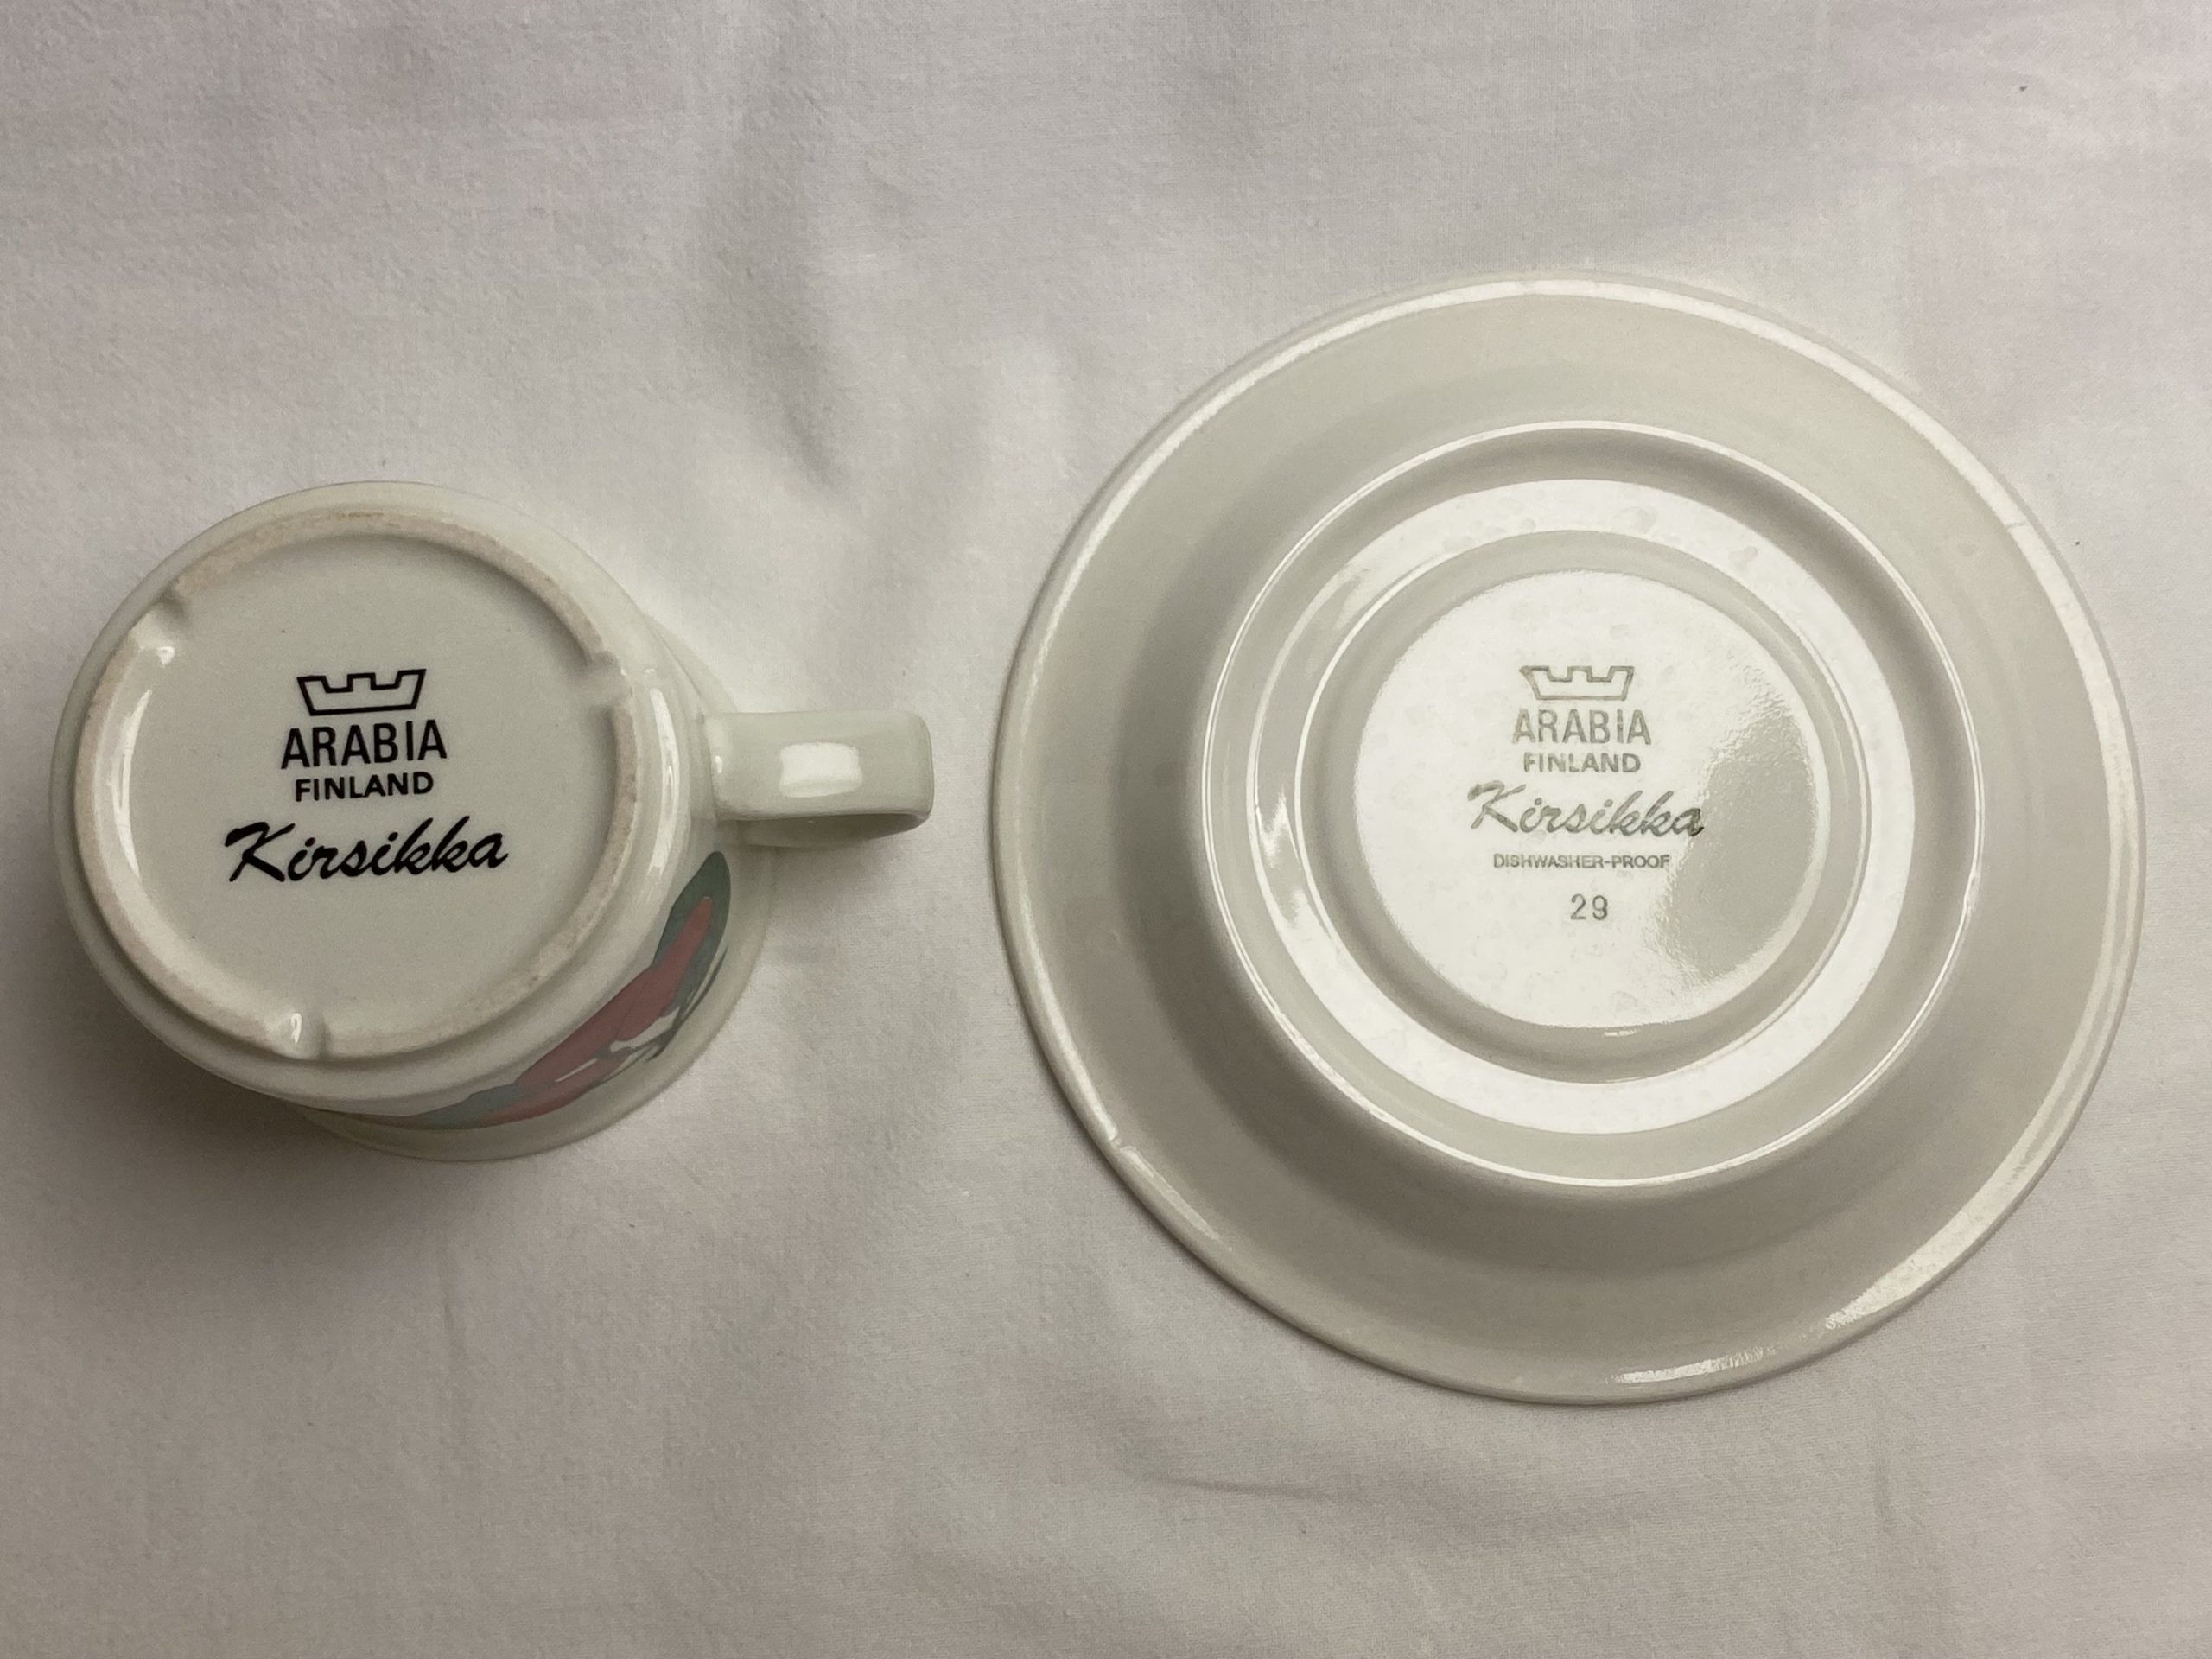 ARABIA
FINLAND
Kirsikka
ARABIA
FINLAND
Kirsikka
DISHWASHER-PROOF
29